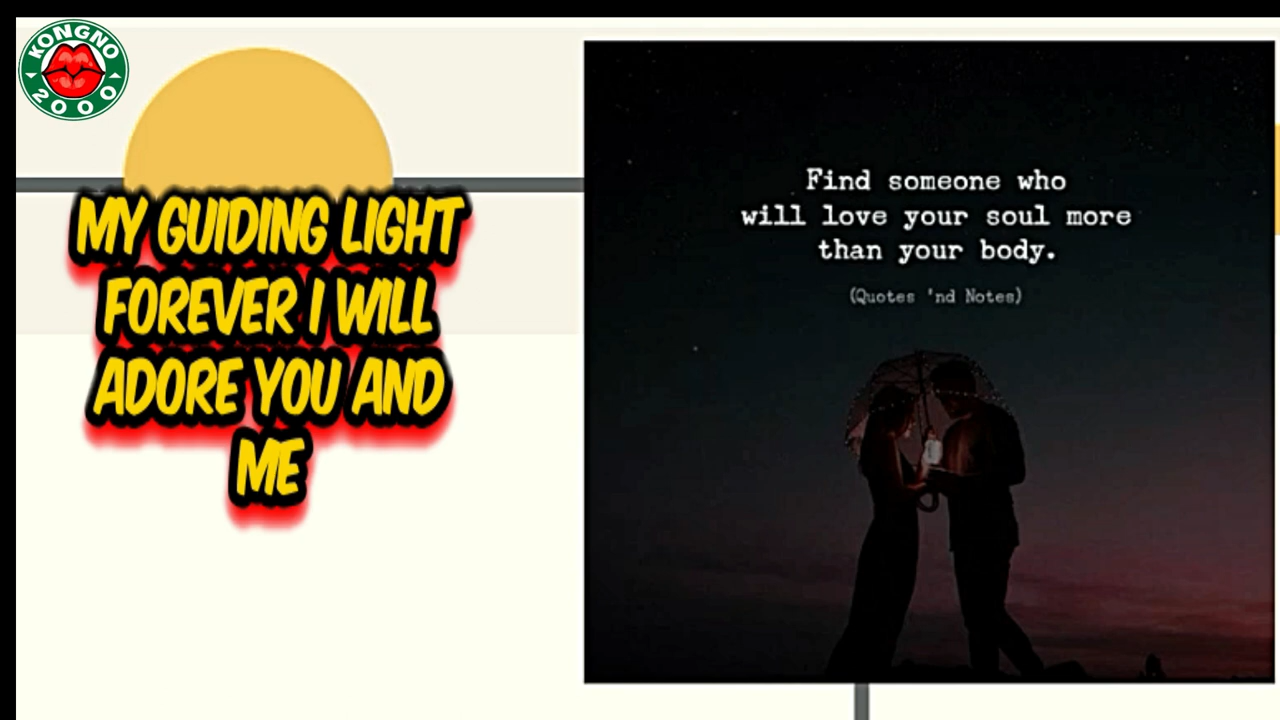 KONGNO
2000
MY GUIDING LIGHT
FOREVER I WILL
ADORE YOU AND
ME
Find someone who
will love your soul more
than your body.
(Quotes 'nd Notes)